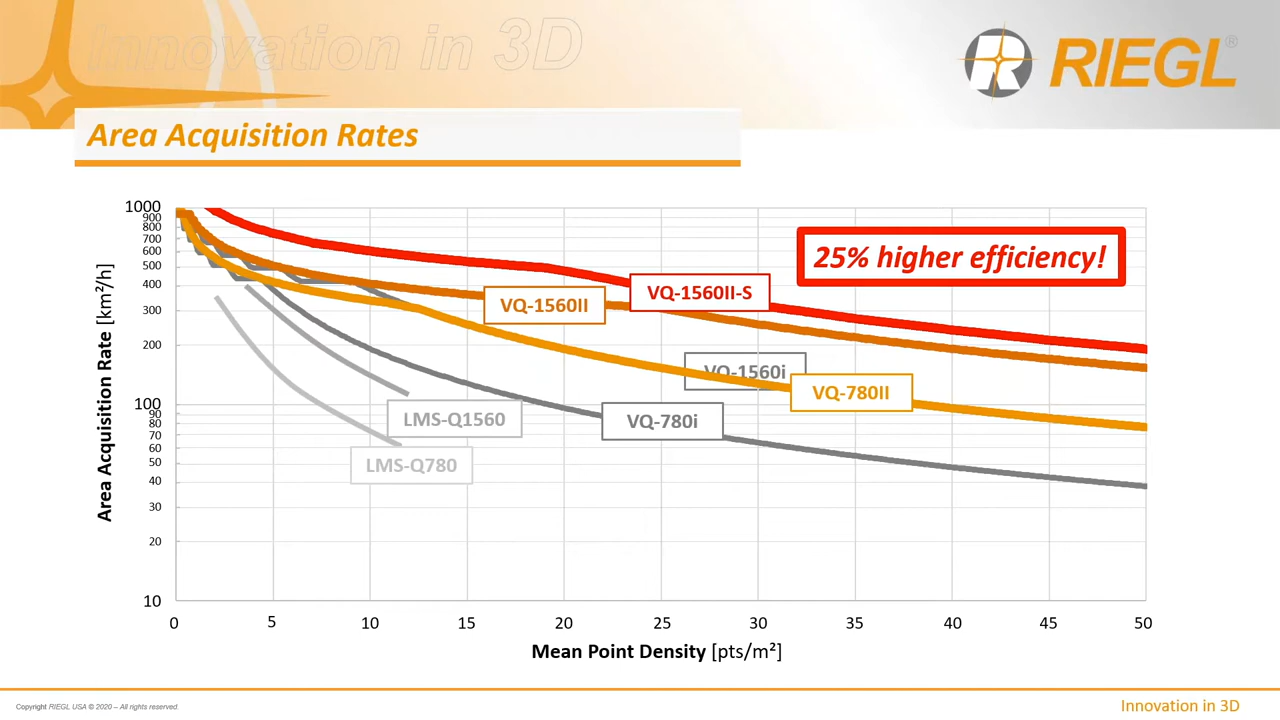 Innovation in 3D
RIEGL®
Area Acquisition Rates
1000
900
800
700
600
500
400
300
200
100
90
80
70
60
50
40
30
20
10
Area Acquisition Rate [km²/h]
25% higher efficiency!
VQ-1560II-S
VQ-1560II
VQ-1560i
VQ-780II
LMS-Q1560
VQ-780i
LMS-Q780
0 5 10 15 20 25 30 35 40 45 50
Mean Point Density [pts/m²]
Copyright RIEGL USA © 2020 – All rights reserved.
Innovation in 3D